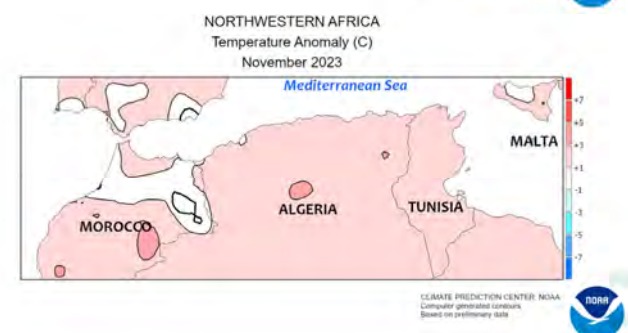 NORTHWESTERN AFRICA
Temperature Anomaly (C)
November 2023
Mediterranean Sea
+7
+5
MALTA
+3
+1
-1
ALGERIA
TUNISIA
-3
MOROCCO
-5
-7
CLIMATE PREDICTION CENTER, NOAA
Computer generated contours
Based on preliminary data
NOAA